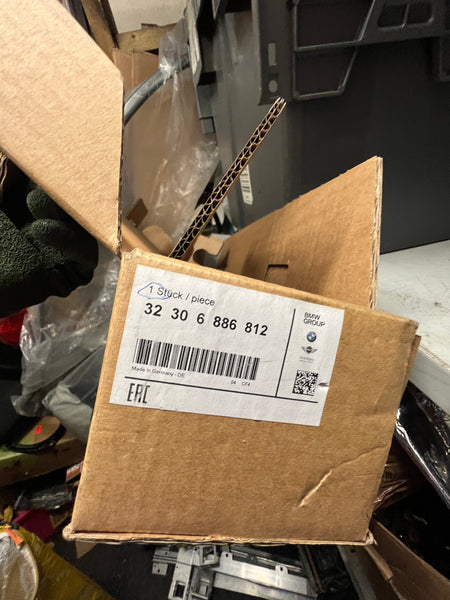 1 Stück / piece
32 30 6 886 812
Made in Germany - DE
04 CF4
EAC
BMW
GROUP